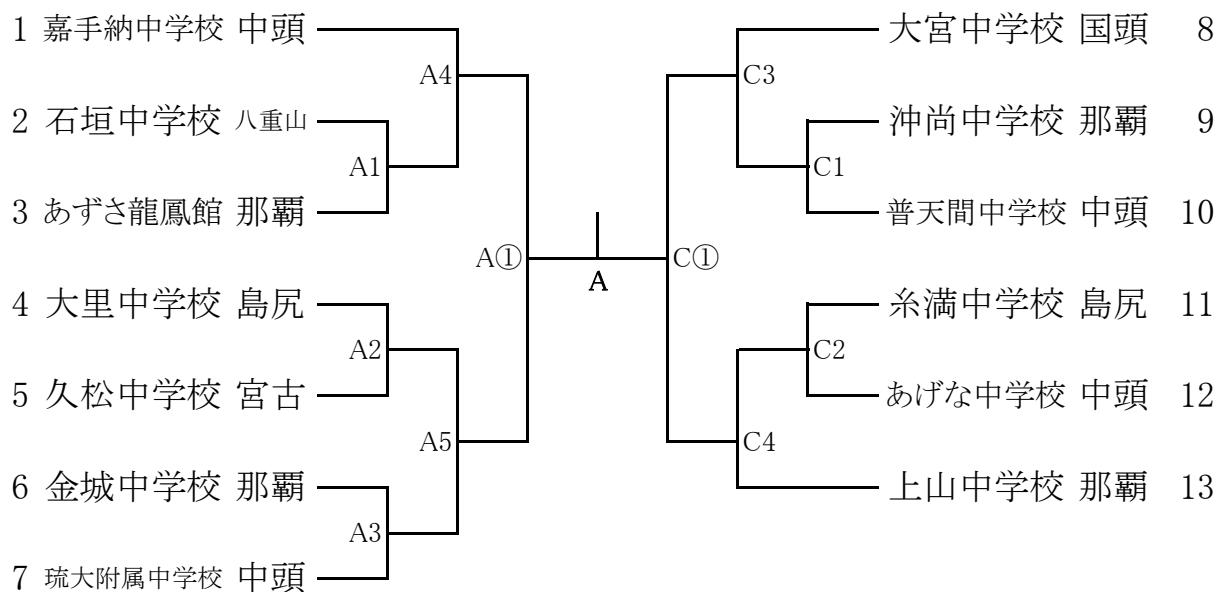 1 嘉手納中学校 中頭
A4
2 石垣中学校 八重山
A1
3 あずさ龍鳳館 那覇
A①
4 大里中学校 島尻
A2
5 久松中学校 宮古
A5
6 金城中学校 那覇
A3
7 琉大附属中学校 中頭
A
大宮中学校 国頭 8
C3
沖尚中学校 那覇 9
C1
普天間中学校 中頭 10
C①
糸満中学校 島尻 11
C2
あげな中学校 中頭 12
C4
上山中学校 那覇 13